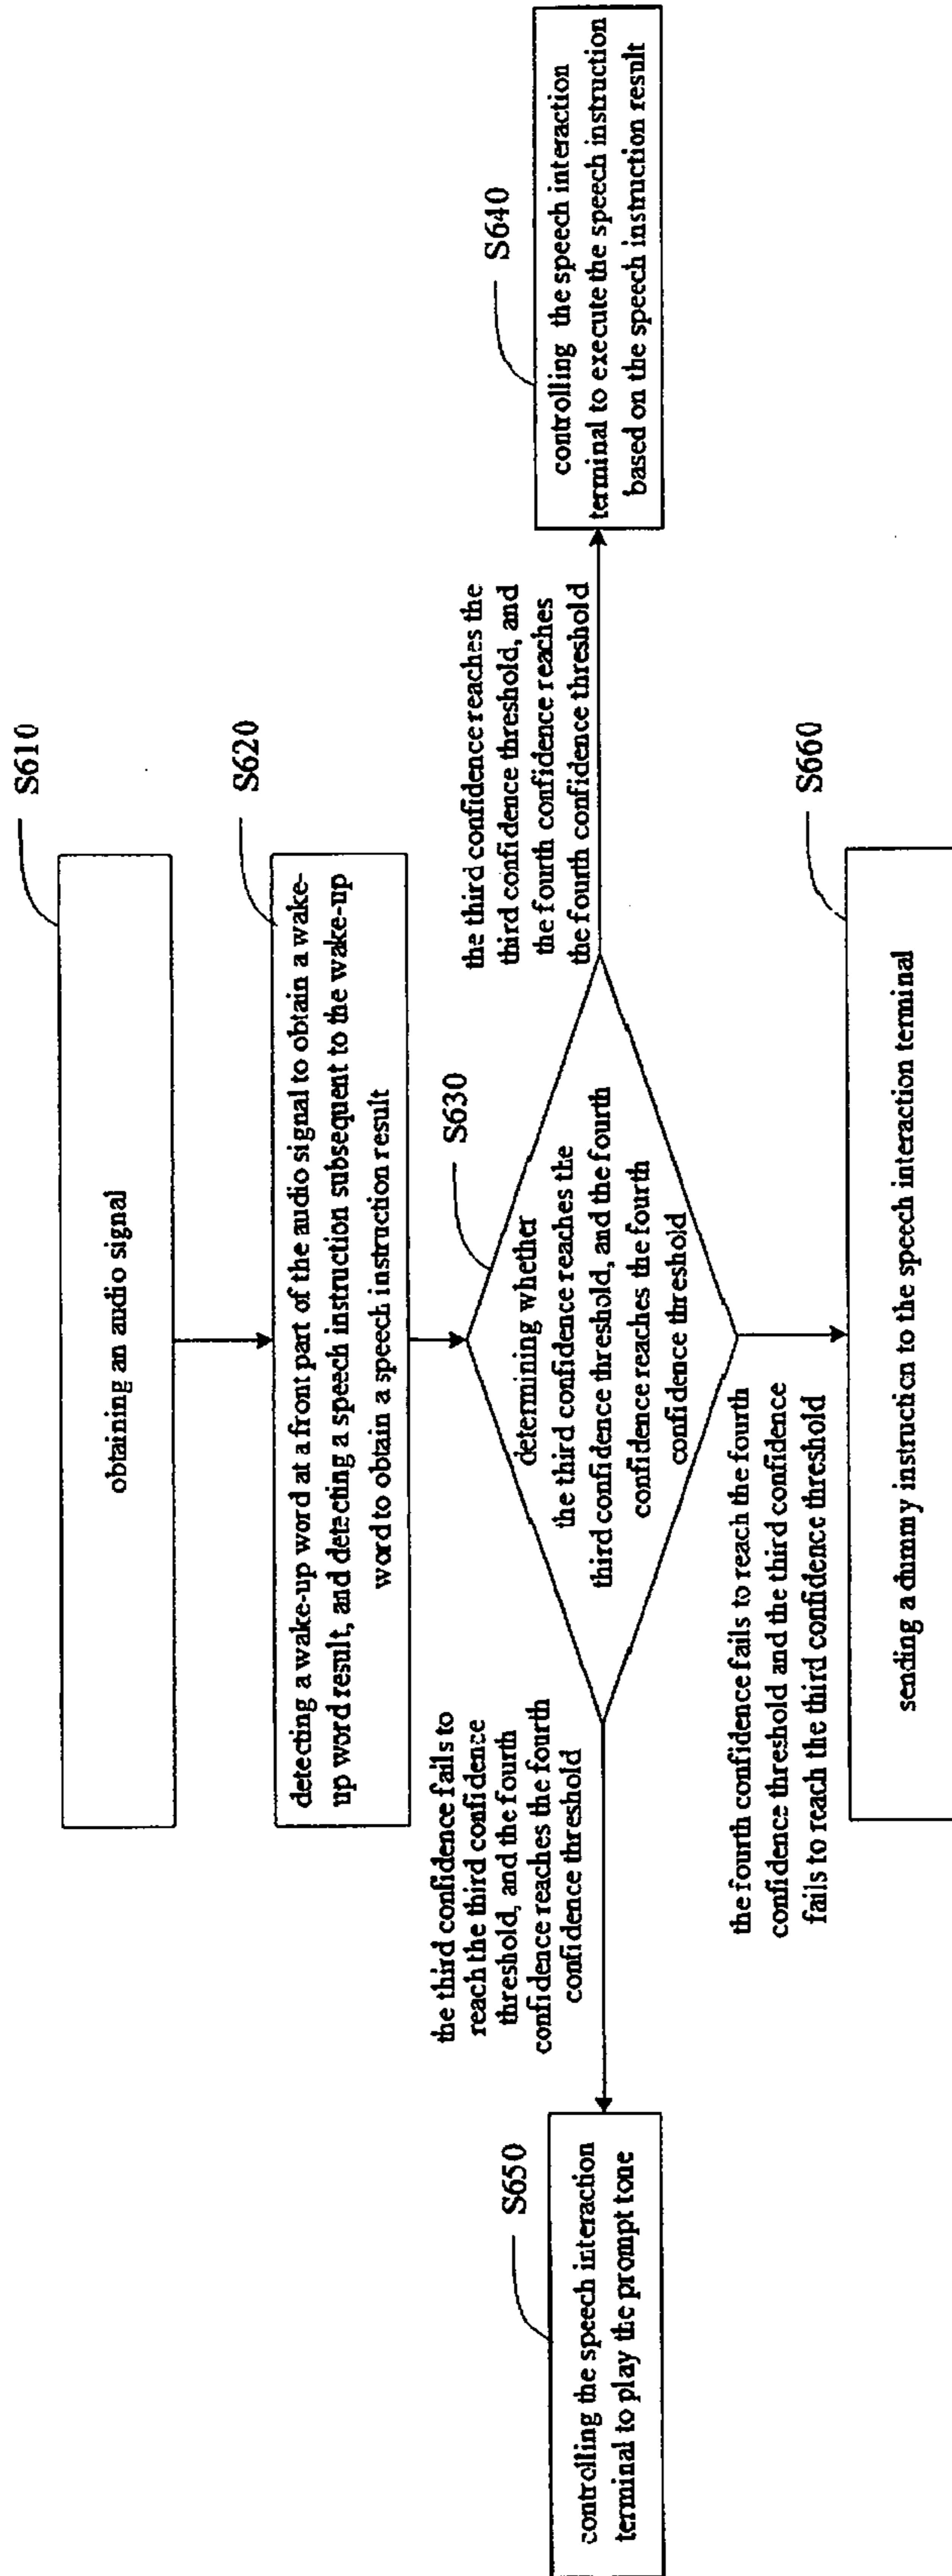 S610
obtaining an audio signal
S620
detecting a wake-up word at a front part of the audio signal to obtain a wake-
up word result, and detecting a speech instruction subsequent to the wake-up
word to obtain a speech instruction result
S630
determining whether
the third confidence reaches the
third confidence threshold, and the fourth
confidence reaches the fourth
confidence threshold
the third confidence fails to
reach the third confidence
threshold, and the fourth
confidence reaches the fourth
confidence threshold
the third confidence reaches the
third confidence threshold, and
the fourth confidence reaches
the fourth confidence threshold
S650
controlling the speech interaction
terminal to play the prompt tone
S640
controlling the speech interaction
terminal to execute the speech instruction
based on the speech instruction result
the fourth confidence fails to reach the fourth
confidence threshold and the third confidence
fails to reach the third confidence threshold
S660
sending a dummy instruction to the speech interaction terminal